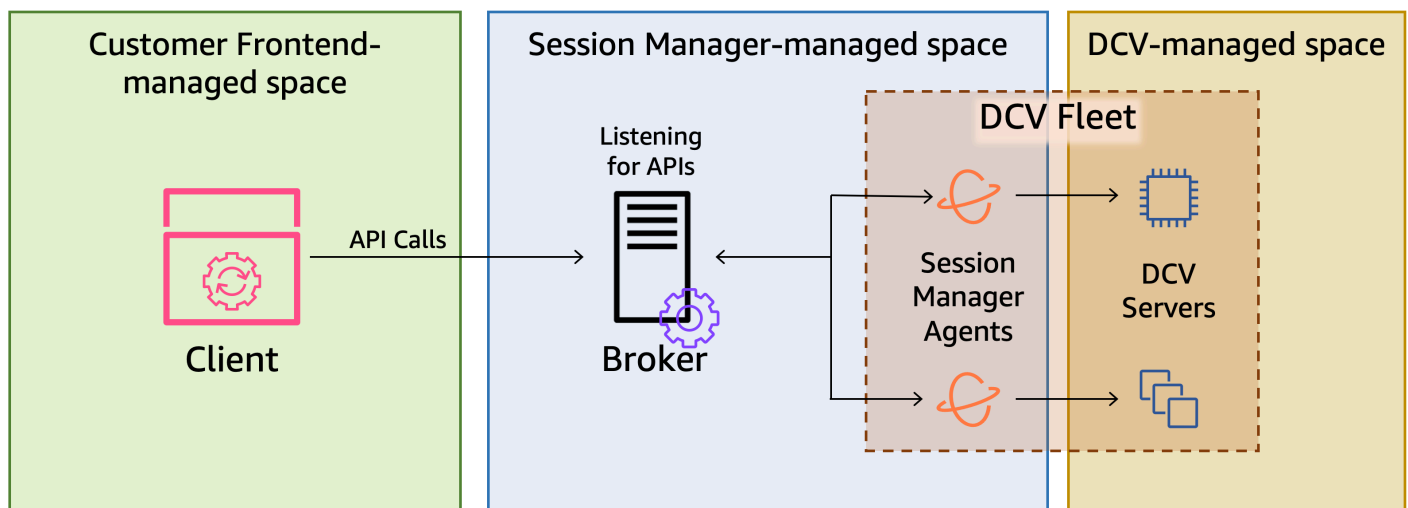 Customer Frontend-
managed space
Session Manager-managed space
DCV-managed space
DCV Fleet
Listening
for APIs
API Calls
Session
Manager
Agents
DCV
Servers
Client
Broker